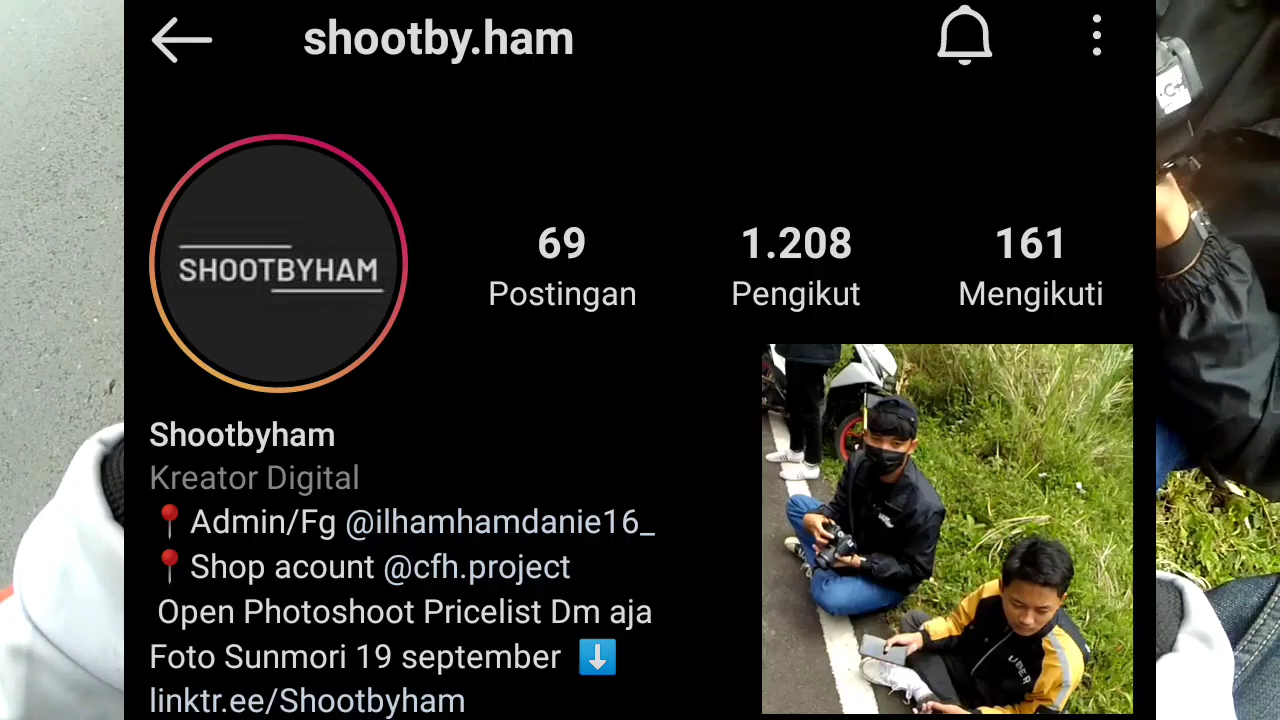 shootby.ham
SHOOTBYHAM
69
Postingan
1.208
Pengikut
161
Mengikuti
Shootbyham
Kreator Digital
📍Admin/Fg @ilhamhamdanie16_
📍Shop acount @cfh.project
Open Photoshoot Pricelist Dm aja
Foto Sunmori 19 september ⬇️
linktr.ee/Shootbyham
UBER